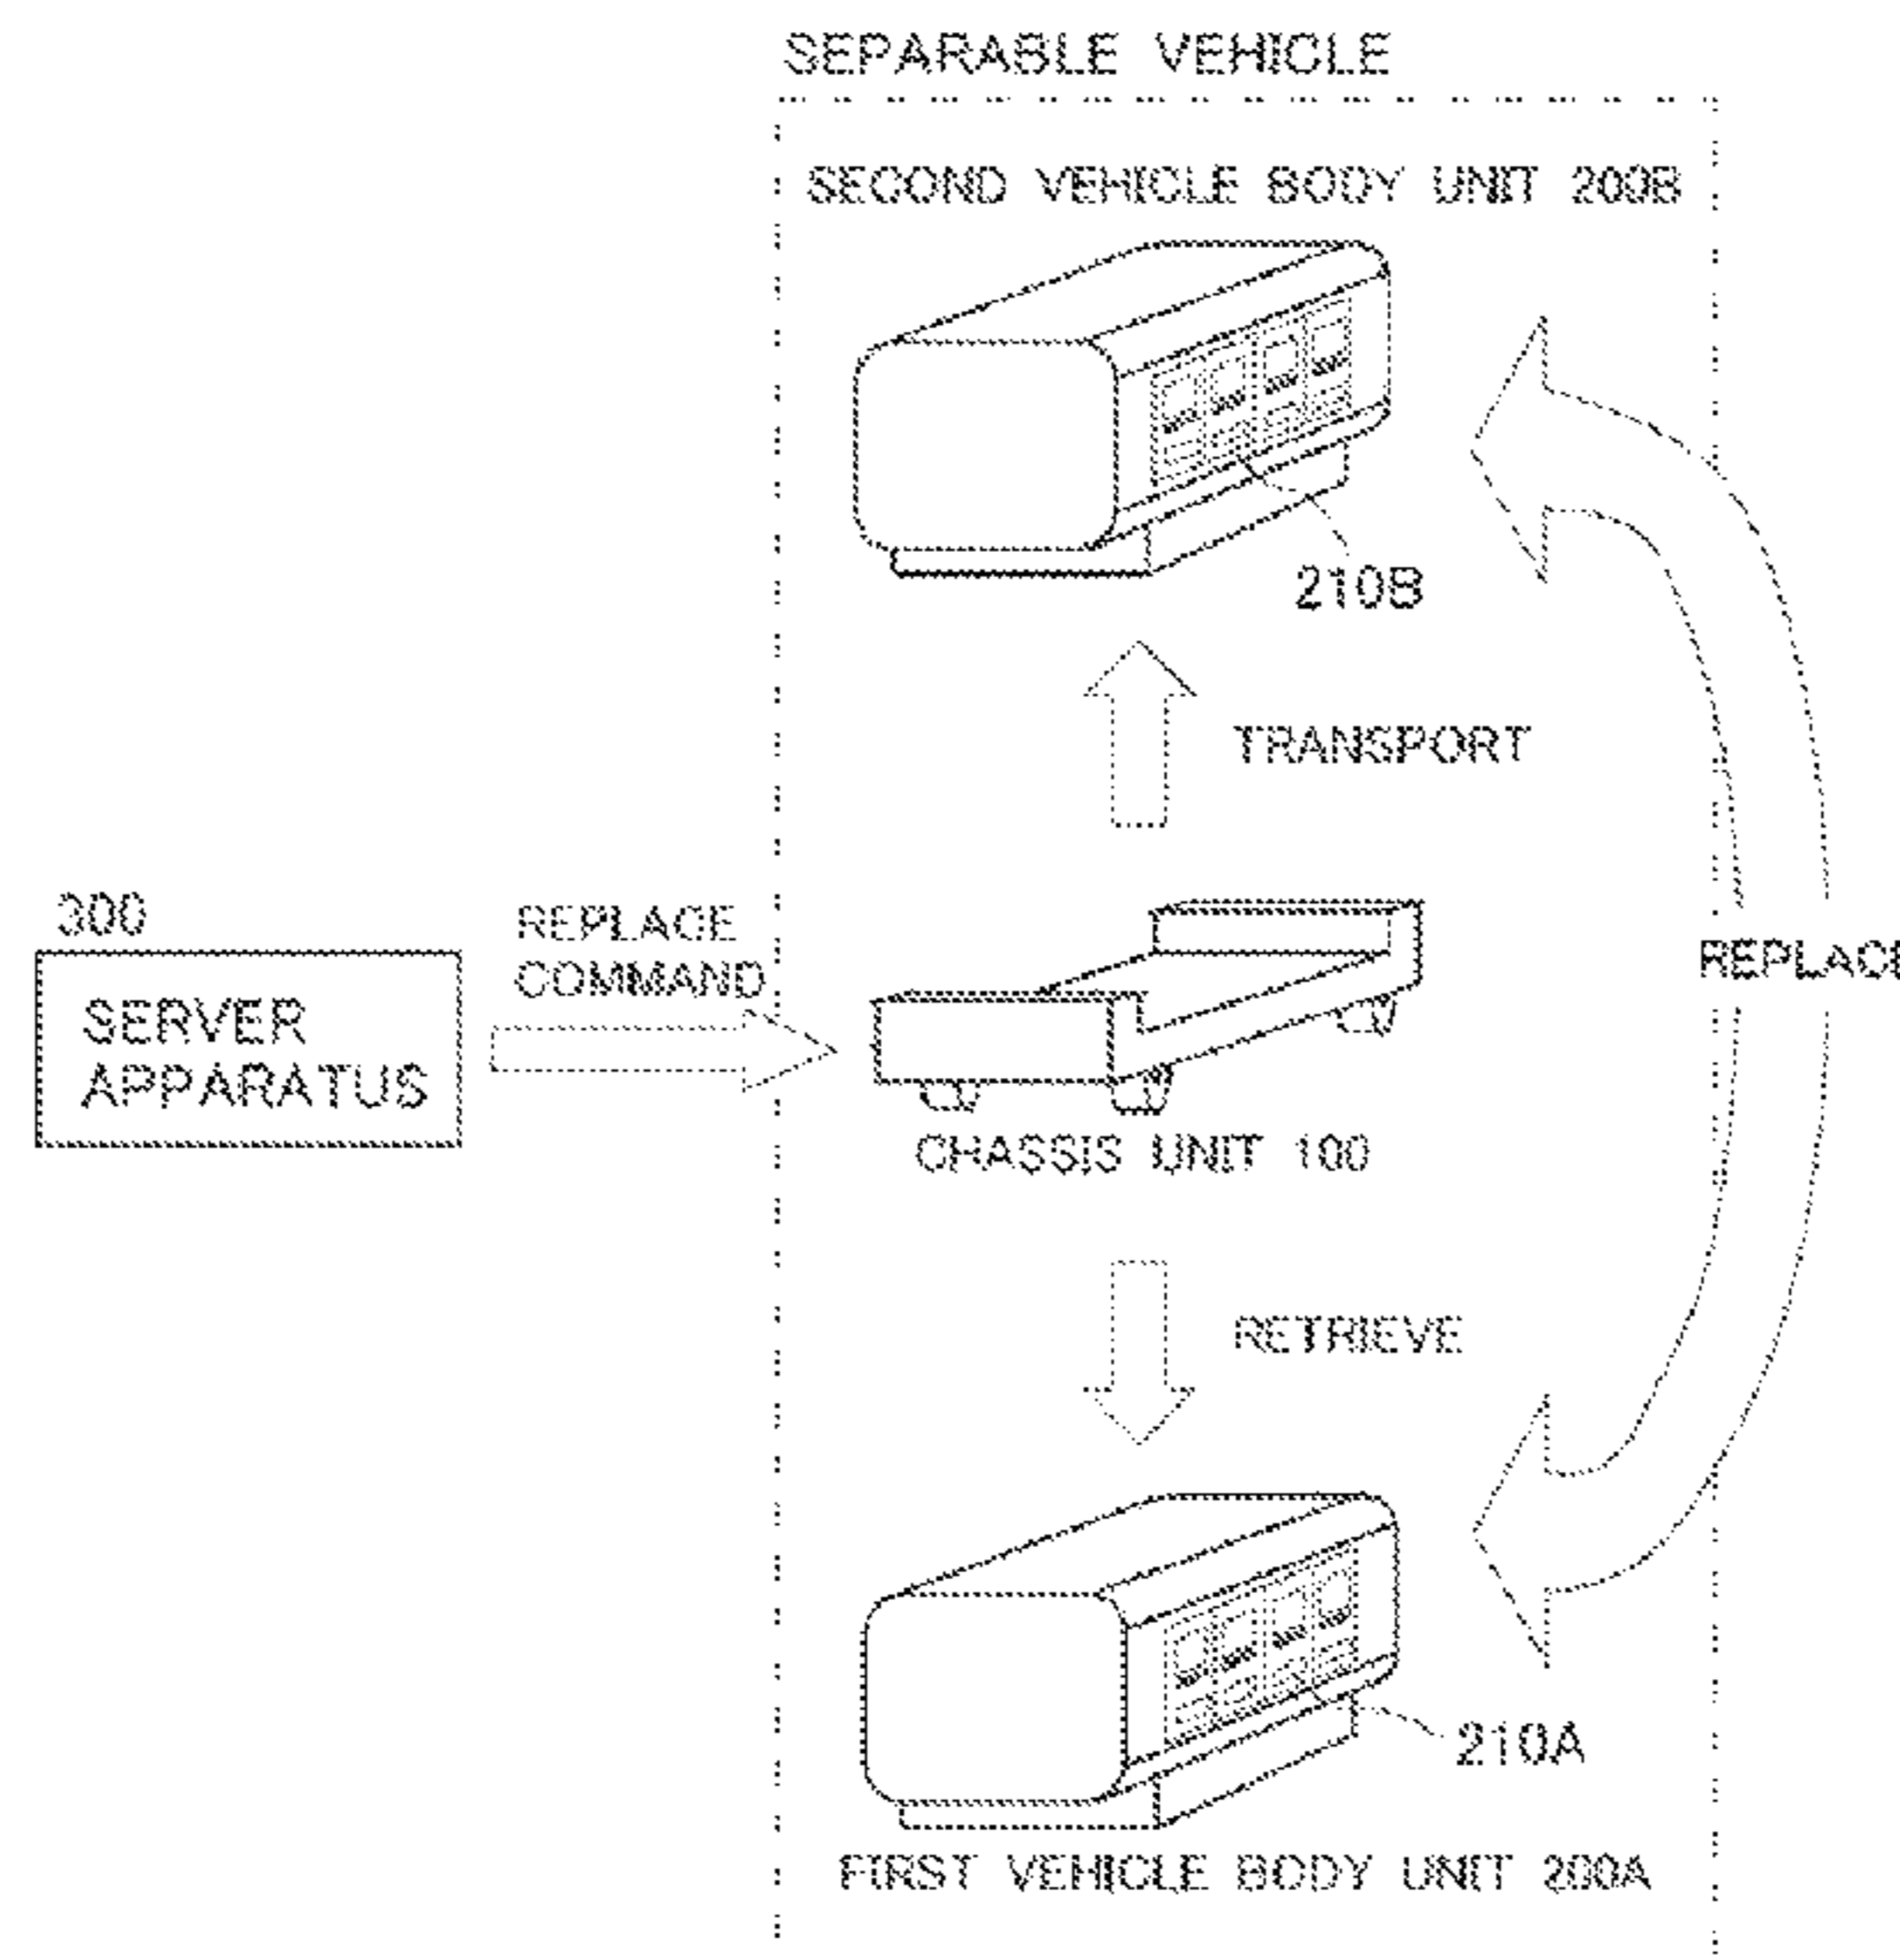 SEPARABLE VEHICLE
SECOND VEHICLE BODY UNIT 200B
210B
TRANSPORT
300
SERVER
APPARATUS
REPLACE
COMMAND
REPLACE
CHASSIS UNIT 100
RETRIEVE
210A
FIRST VEHICLE BODY UNIT 200A